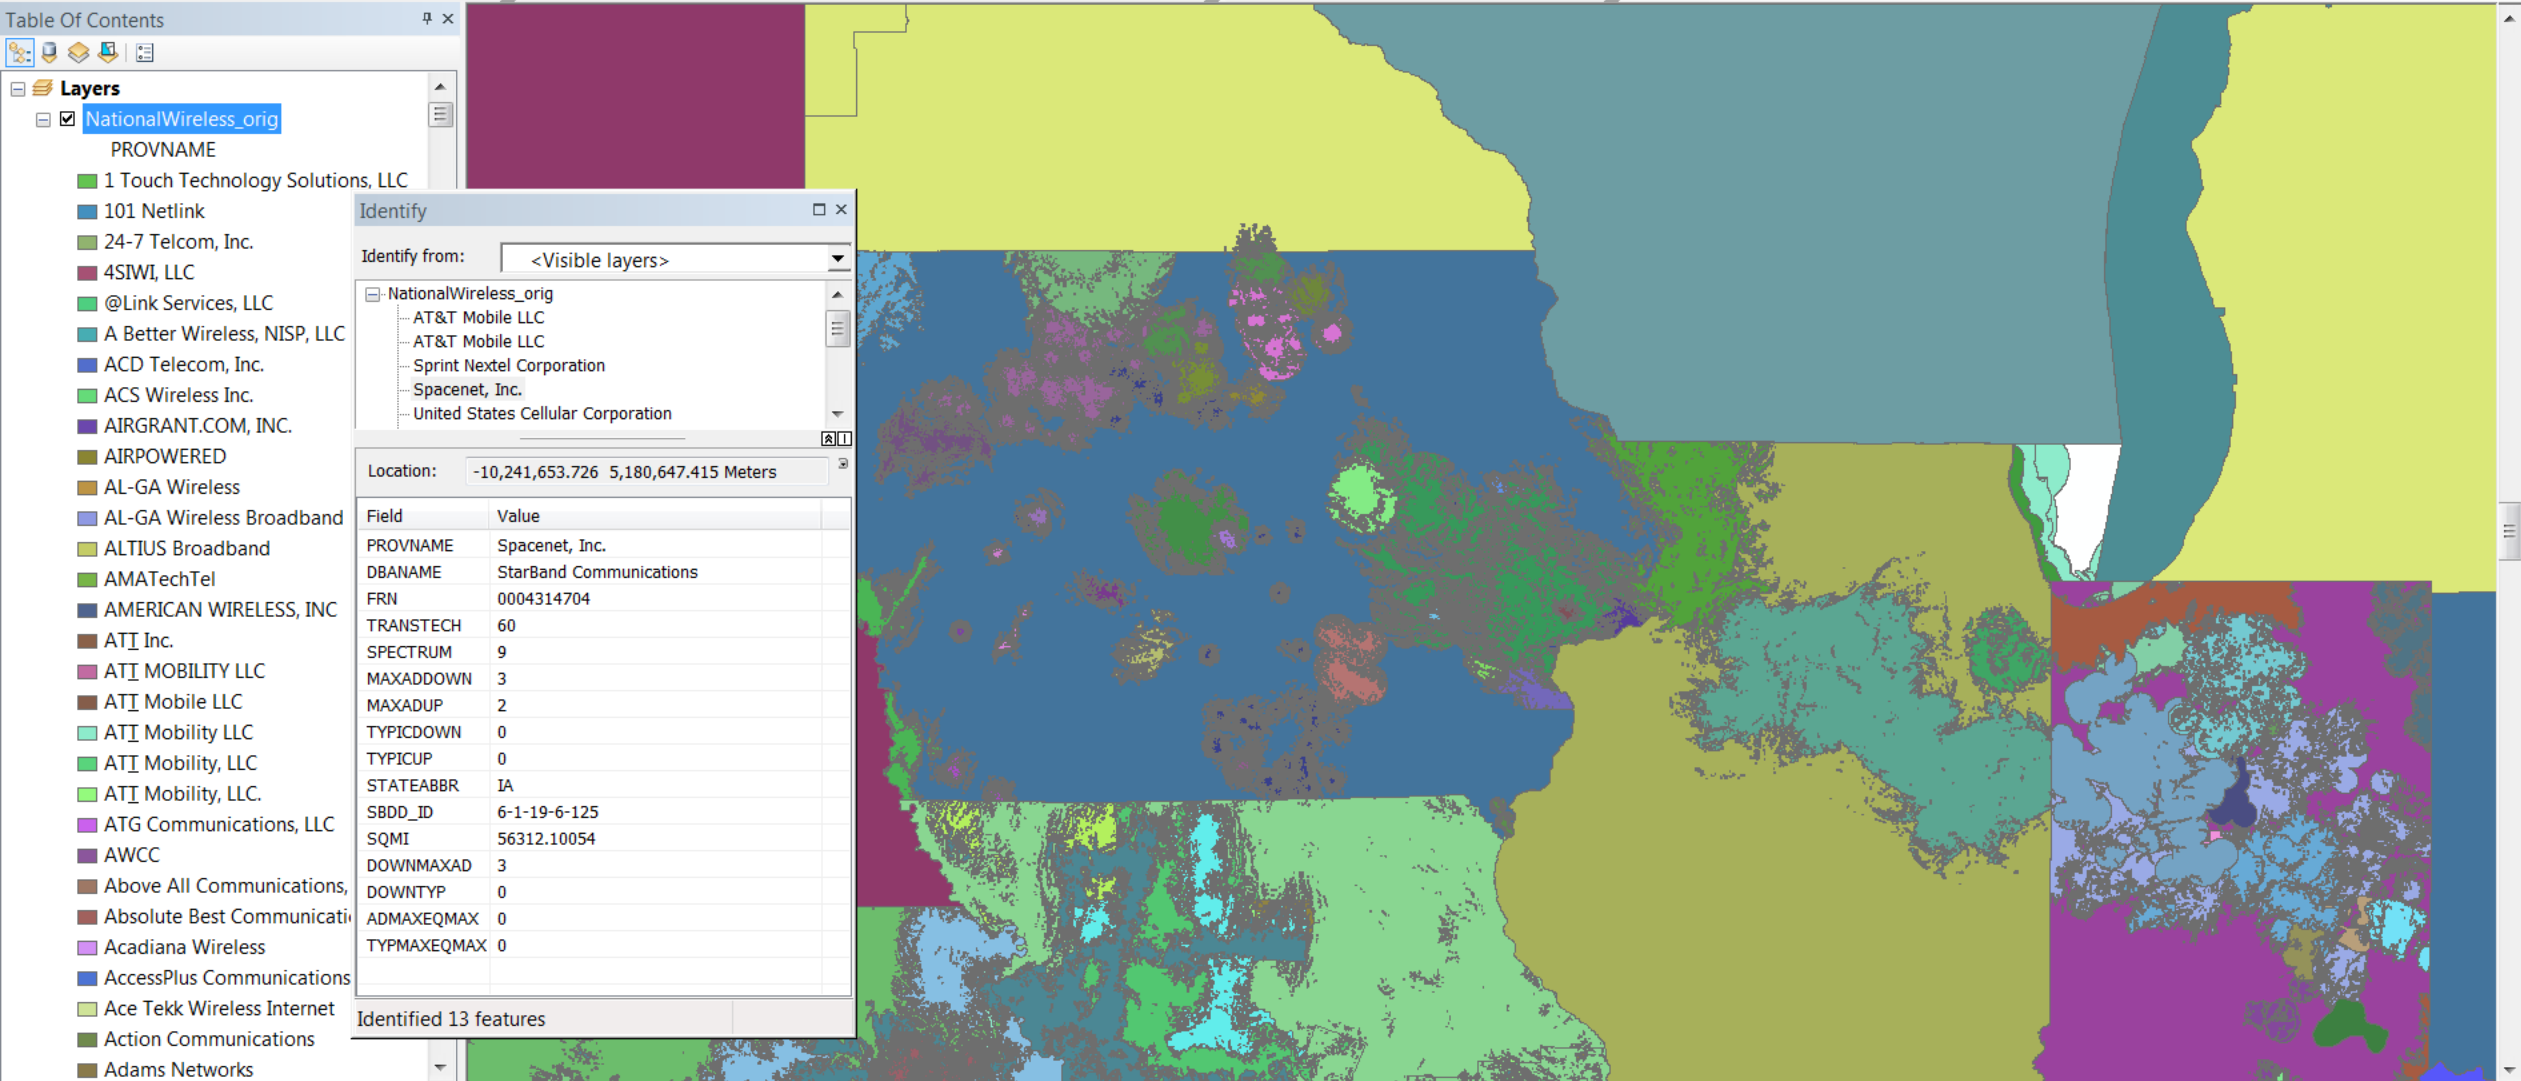 Table Of Contents
Layers
NationalWireless_orig
PROVNAME
1 Touch Technology Solutions, LLC
101 Netlink
24-7 Telcom, Inc.
4SIWI, LLC
@Link Services, LLC
A Better Wireless, NISP, LLC
ACD Telecom, Inc.
ACS Wireless Inc.
AIRGRANT.COM, INC.
AIRPOWERED
AL-GA Wireless
AL-GA Wireless Broadband
ALTIUS Broadband
AMATechTel
AMERICAN WIRELESS, INC
ATT Inc.
ATT MOBILITY LLC
ATT Mobile LLC
ATT Mobility LLC
ATT Mobility, LLC
ATT Mobility, LLC.
ATG Communications, LLC
AWCC
Above All Communications,
Absolute Best Communicati
Acadiana Wireless
AccessPlus Communications
Ace Tekk Wireless Internet
Action Communications
Adams Networks
Identify
Identify from: <Visible layers>
NationalWireless_orig
AT&T Mobile LLC
AT&T Mobile LLC
Sprint Nextel Corporation
Spacenet, Inc.
United States Cellular Corporation
Location: -10,241,653.726 5,180,647.415 Meters
Field Value
PROVNAME Spacenet, Inc.
DBANAME StarBand Communications
FRN 0004314704
TRANSTECH 60
SPECTRUM 9
MAXADDOWN 3
MAXADUP 2
TYPICDOWN 0
TYPICUP 0
STATEABBR IA
SBDD_ID 6-1-19-6-125
SQMI 56312.10054
DOWNMAXAD 3
DOWNTYP 0
ADMAXEQMAX 0
TYPMAXEQMAX 0
Identified 13 features